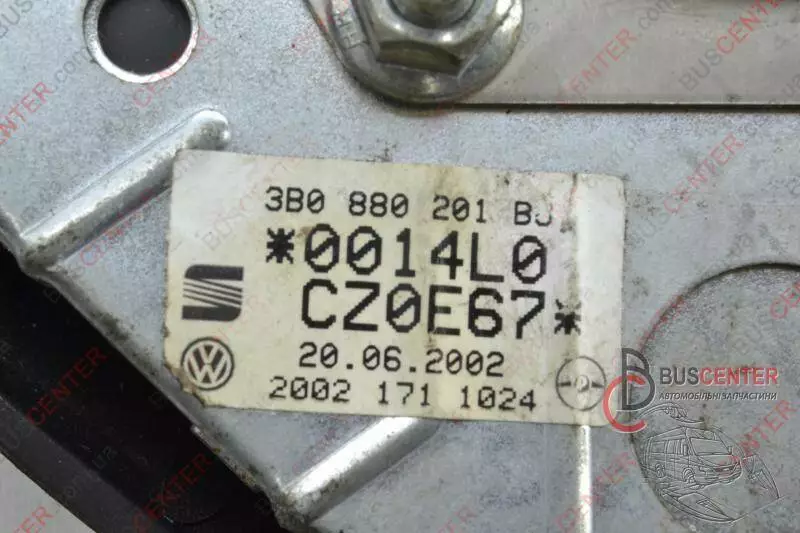 3B0 880 201 BJ
*0014L0
CZ0E67*
20.06.2002
2002 171 1024
BUSCENTER
АВТОМОБІЛЬНІ ЗАПЧАСТИНИ